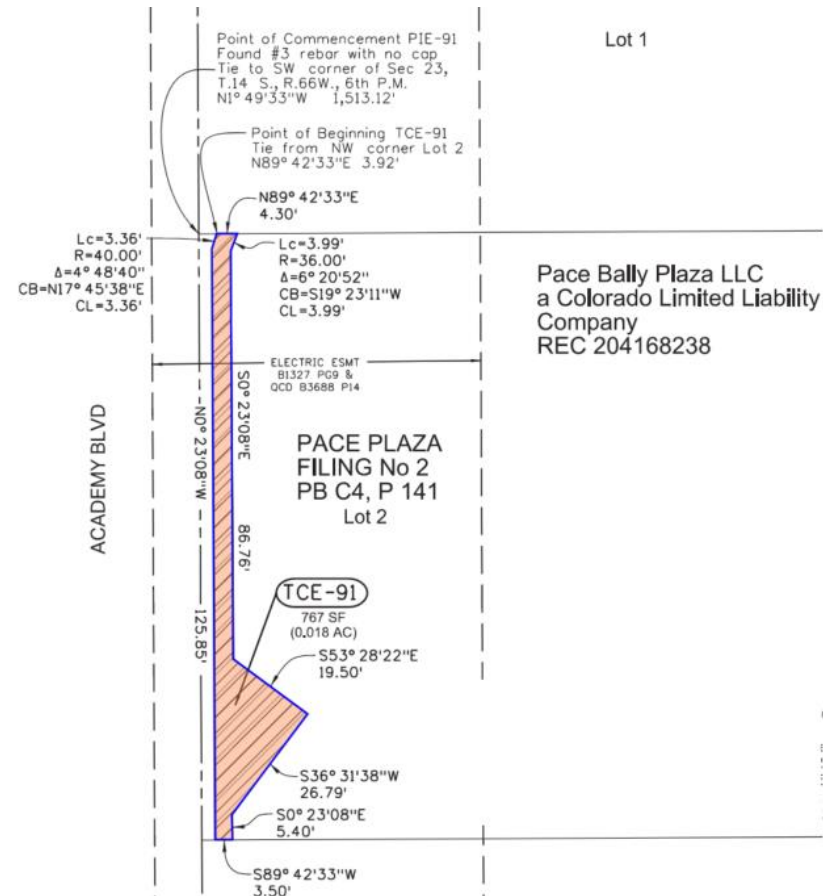 Point of Commencement PIE-91
Found #3 rebar with no cap
Tie to SW corner of Sec 23,
T.14 S., R.66W., 6th P.M.
N1° 49'33"W 1,513.12'
Lot 1
Point of Beginning TCE-91
Tie from NW corner Lot 2
N89° 42'33"E 3.92'
N89° 42'33"E
4.30'
Lc=3.36'
R=40.00'
Δ=4° 48'40"
CB=N17° 45'38"E
CL=3.36'
Lc=3.99'
R=36.00'
Δ=6° 20'52"
CB=S19° 23'11"W
CL=3.99'
Pace Bally Plaza LLC
a Colorado Limited Liability
Company
REC 204168238
ELECTRIC ESMT
B1327 PG9 &
QCD B3688 P14
ACADEMY BLVD
N0° 23'08"W 125.85'
S0° 23'08"E 86.76'
PACE PLAZA
FILING No 2
PB C4, P 141
Lot 2
TCE-91
767 SF
(0.018 AC)
S53° 28'22"E
19.50'
S36° 31'38"W
26.79'
S0° 23'08"E
5.40'
S89° 42'33"W
3.50'